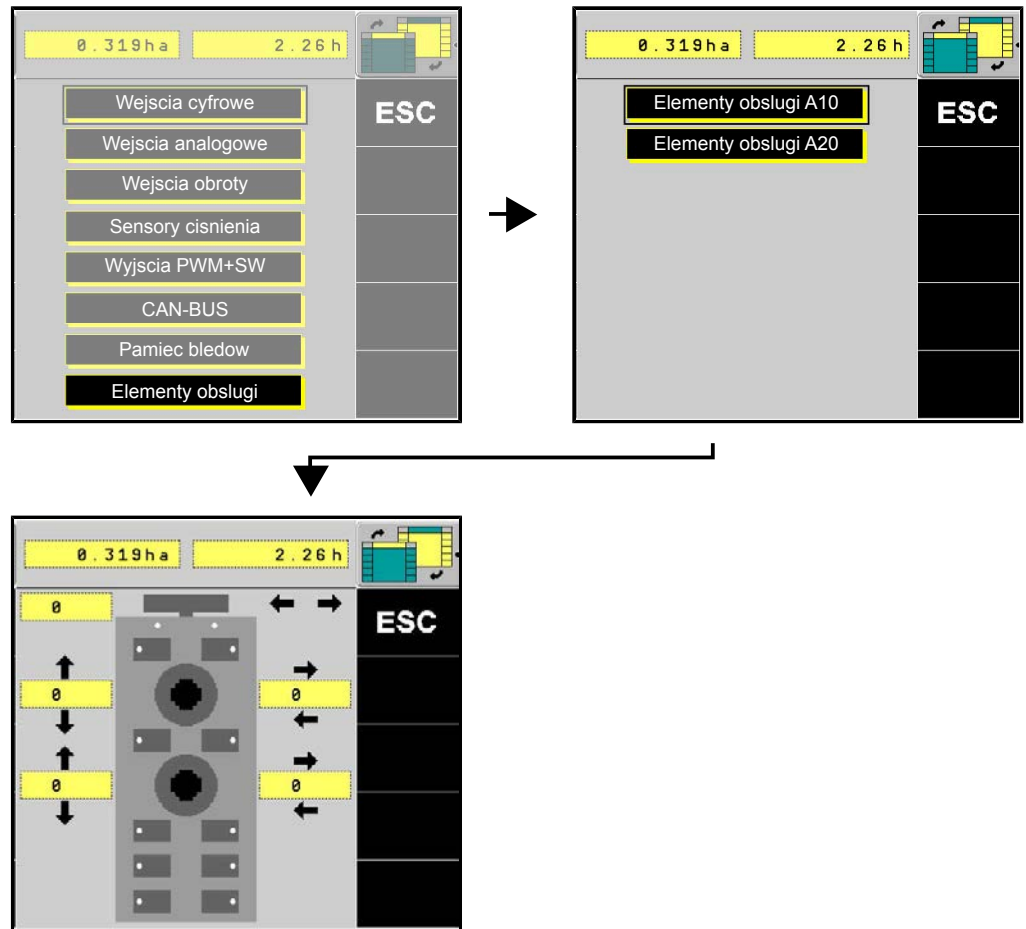 0.319ha 2.26h
Wejscia cyfrowe
ESC
Wejscia analogowe
Wejscia obroty
Sensory cisnienia
Wyjscia PWM+SW
CAN-BUS
Pamiec bledow
Elementy obslugi
0.319ha 2.26h
Elementy obslugi A10
ESC
Elementy obslugi A20
0.319ha 2.26h
0
ESC
0 0
0 0